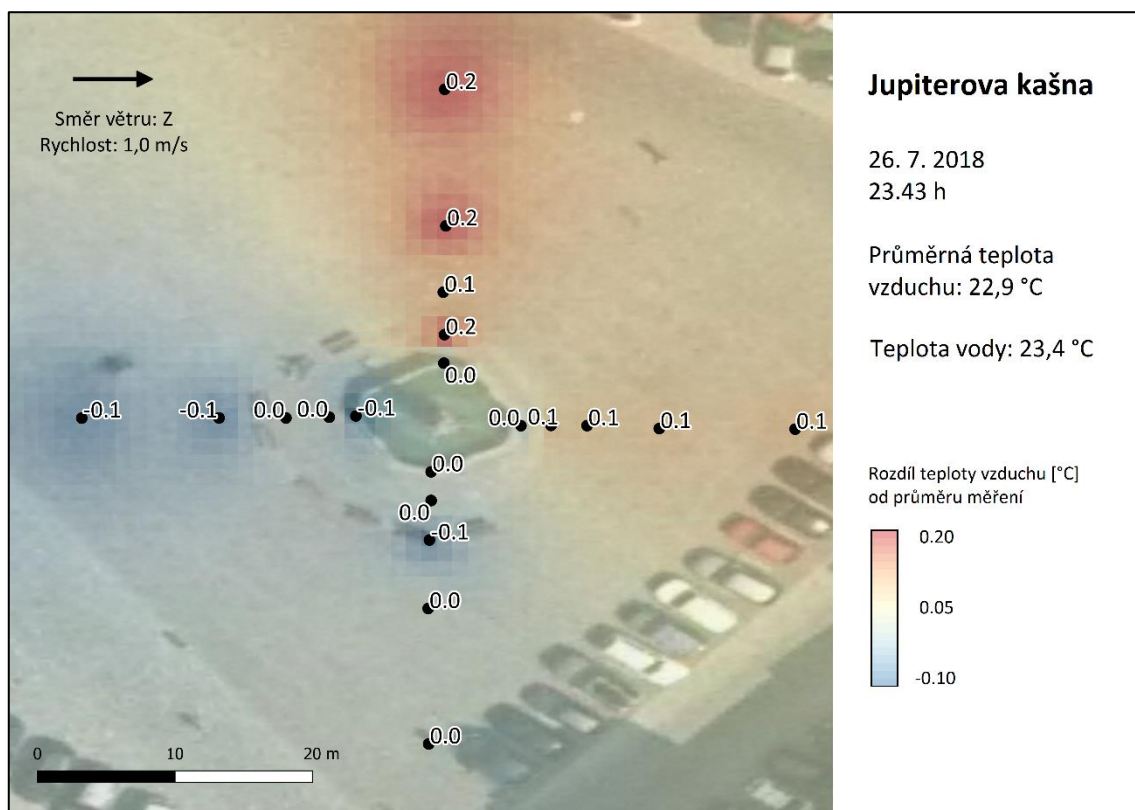 Směr větru: Z
Rychlost: 1,0 m/s
0.2
0.2
0.1
0.2
0.0
-0.1
-0.1
0.0
0.0
-0.1
0.0
0.1
0.1
0.1
0.1
0.0
0.0
-0.1
0.0
0.0
0
10
20 m
Jupiterova kašna
26. 7. 2018
23.43 h
Průměrná teplota
vzduchu: 22,9 °C
Teplota vody: 23,4 °C
Rozdíl teploty vzduchu [°C]
od průměru měření
0.20
0.05
-0.10